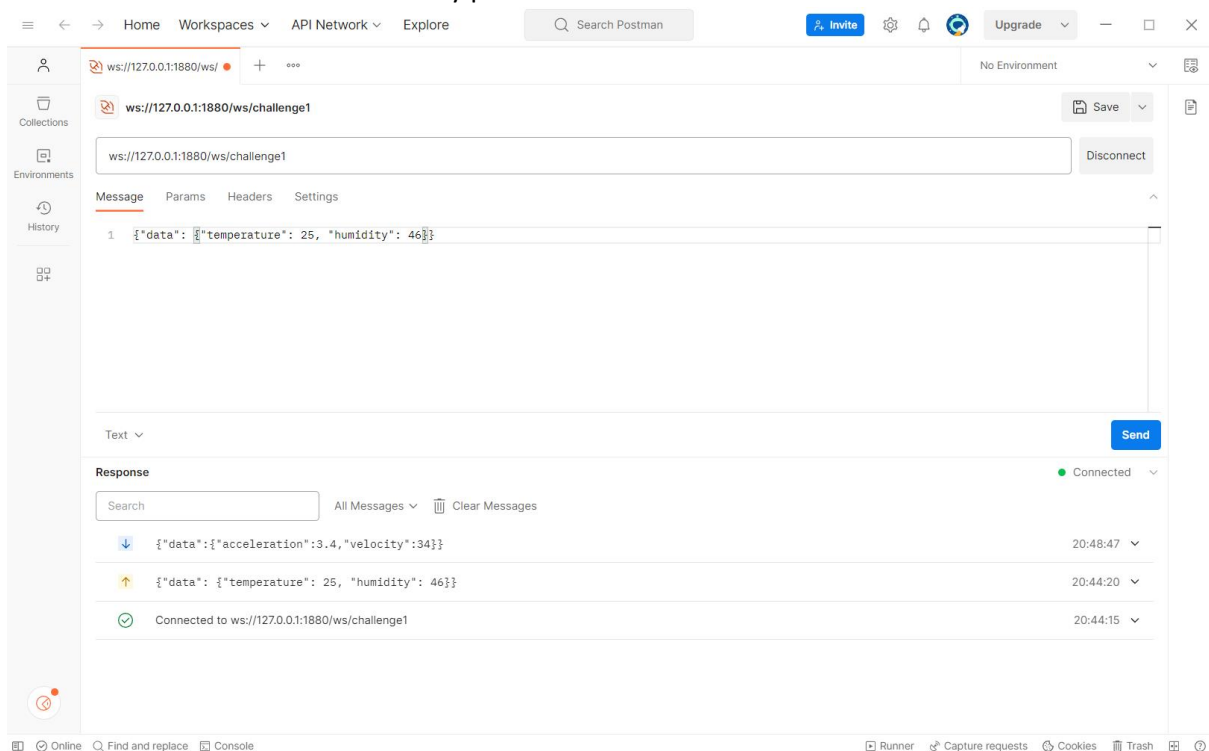 Home Workspaces API Network Explore Search Postman Invite Upgrade
ws://127.0.0.1:1880/ws/ No Environment
ws://127.0.0.1:1880/ws/challenge1 Save
Collections
ws://127.0.0.1:1880/ws/challenge1 Disconnect
Environments
Message Params Headers Settings
History
1 {"data": {"temperature": 25, "humidity": 46}}
Text Send
Response Connected
Search All Messages Clear Messages
{"data":{"acceleration":3.4,"velocity":34}} 20:48:47
{"data": {"temperature": 25, "humidity": 46}} 20:44:20
Connected to ws://127.0.0.1:1880/ws/challenge1 20:44:15
Online Find and replace Console Runner Capture requests Cookies Trash